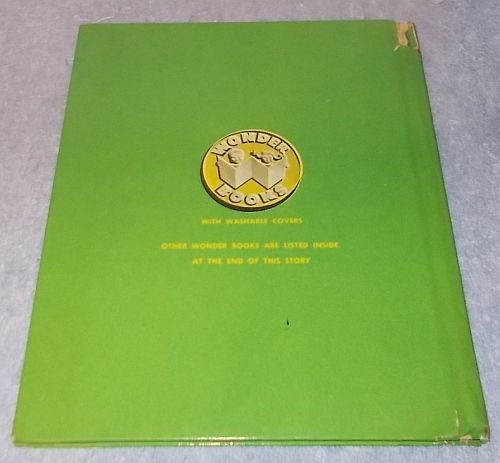 WONDER
BOOKS
WITH WASHABLE COVERS
OTHER WONDER BOOKS ARE LISTED INSIDE
AT THE END OF THIS STORY